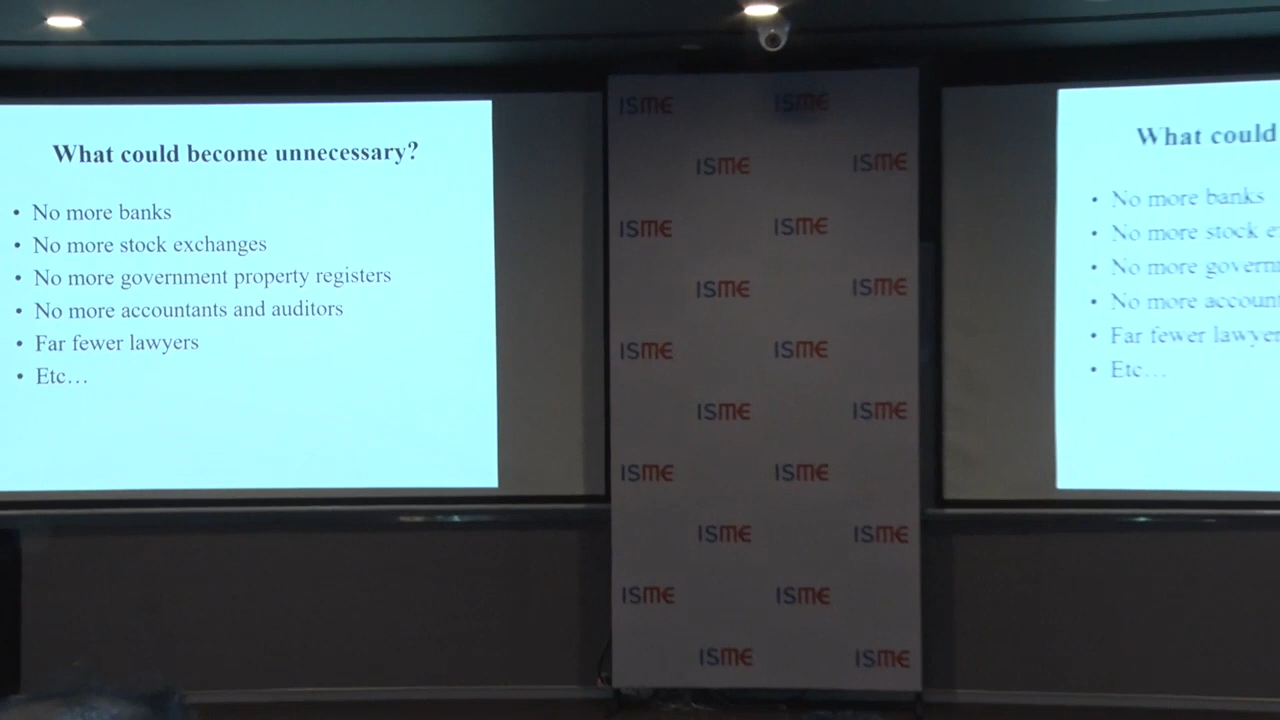 What could become unnecessary?
• No more banks
• No more stock exchanges
• No more government property registers
• No more accountants and auditors
• Far fewer lawyers
• Etc…
ISME ISME
ISME ISME
ISME ISME
ISME ISME
ISME ISME
ISME ISME
ISME ISME
ISME ISME
ISME ISME
ISME ISME
What could
• No more banks
• No more stock e
• No more govern
• No more accoun
• Far fewer lawyer
• Etc…